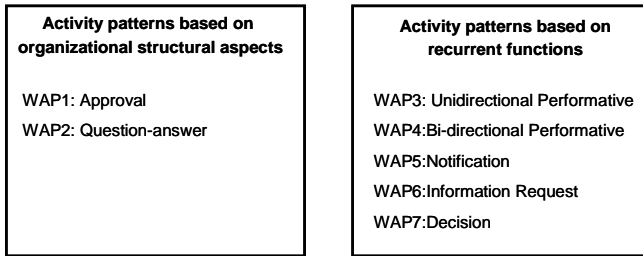 Activity patterns based on
organizational structural aspects
WAP1: Approval
WAP2: Question-answer
Activity patterns based on
recurrent functions
WAP3: Unidirectional Performative
WAP4:Bi-directional Performative
WAP5:Notification
WAP6:Information Request
WAP7:Decision